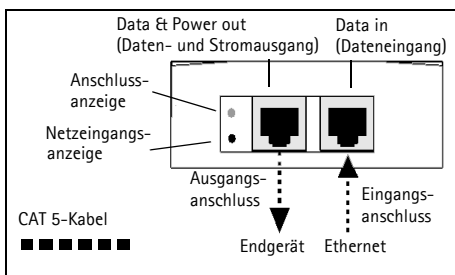 Data & Power out
(Daten- und Stromausgang)
Data in
(Dateneingang)
Anschluss-
anzeige
Netzeingangs-
anzeige
Ausgangs-
anschluss
Eingangs-
anschluss
CAT 5-Kabel
Endgerät
Ethernet